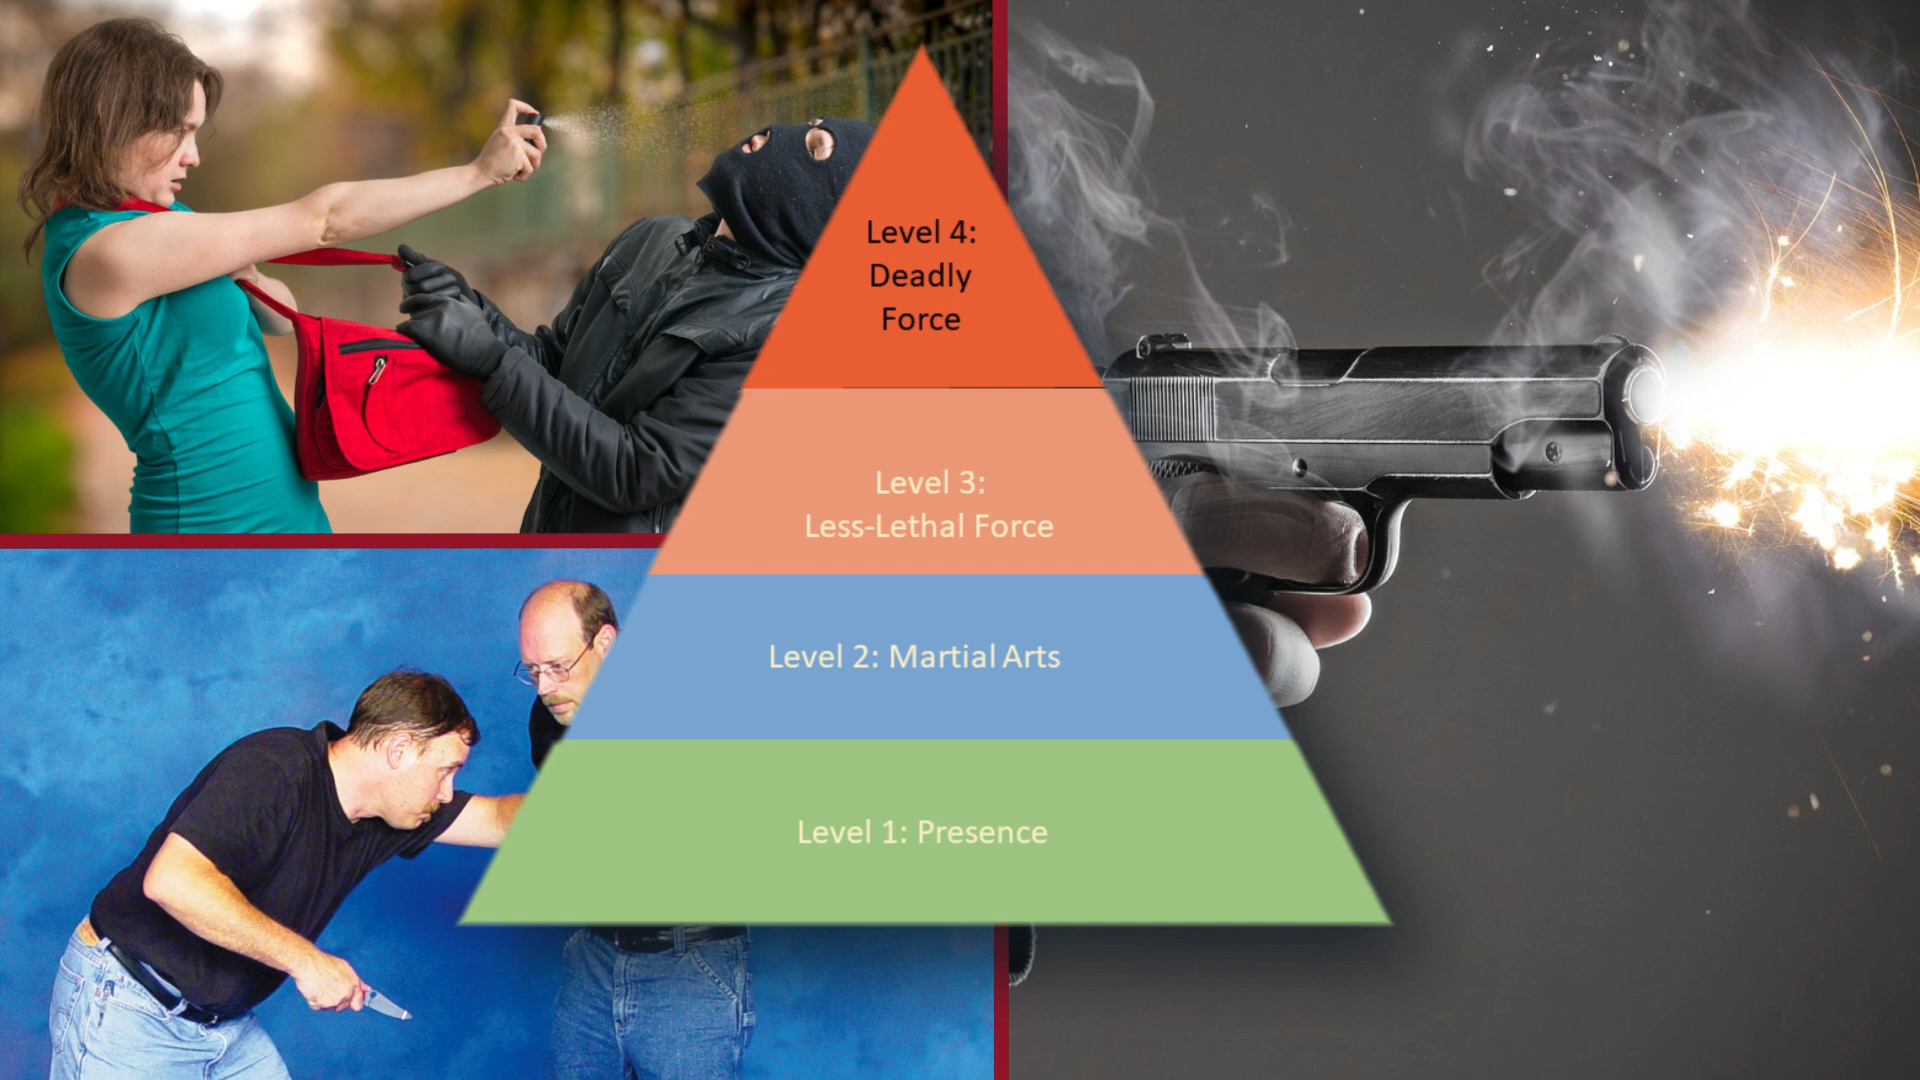 Level 4:
Deadly
Force
Level 3:
Less-Lethal Force
Level 2: Martial Arts
Level 1: Presence